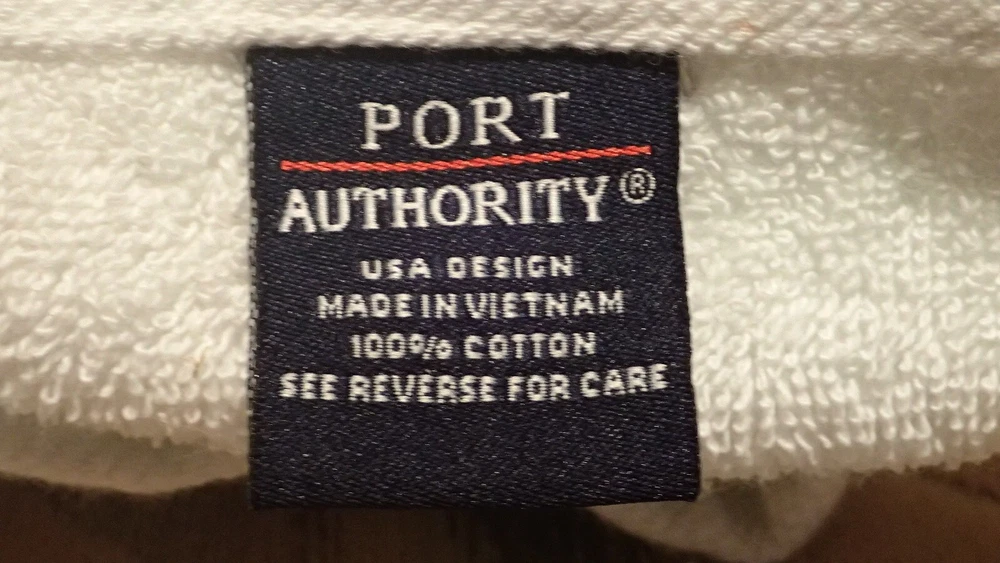 PORT
AUTHORITY®
USA DESIGN
MADE IN VIETNAM
100% COTTON
SEE REVERSE FOR CARE